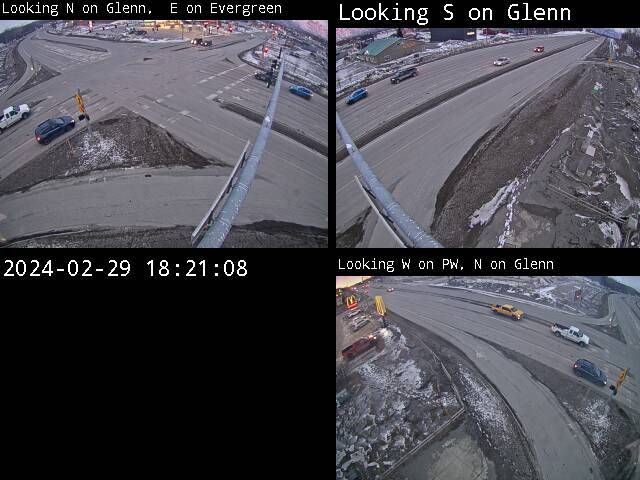 Looking N on Glenn, E on Evergreen
Looking S on Glenn
2024-02-29 18:21:08
Looking W on PW, N on Glenn